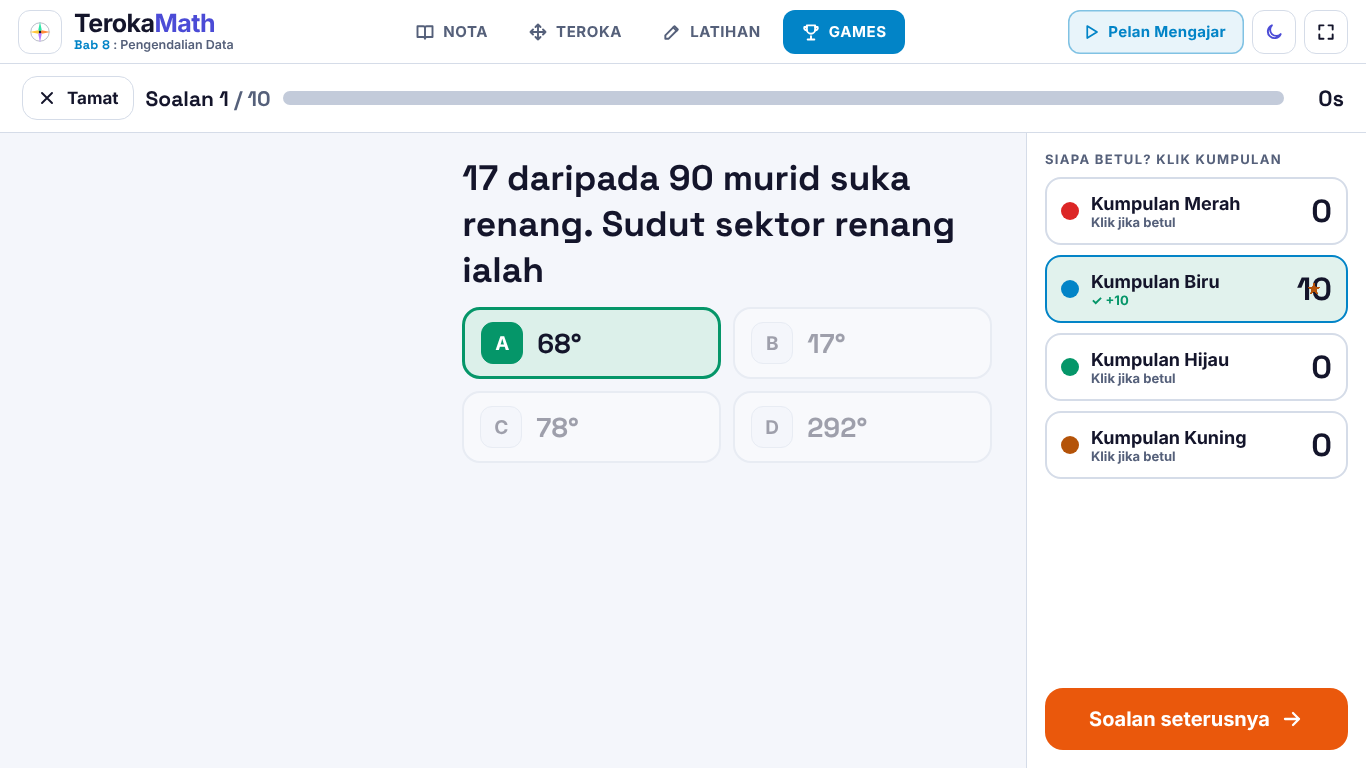 TerokaMath
Bab 8 : Pengendalian Data
NOTA
TEROKA
LATIHAN
GAMES
Pelan Mengajar
Tamat
Soalan 1 / 10
0s
17 daripada 90 murid suka
renang. Sudut sektor renang
ialah
A 68°
B 17°
C 78°
D 292°
SIAPA BETUL? KLIK KUMPULAN
Kumpulan Merah
Klik jika betul
0
Kumpulan Biru
✓ +10
10
Kumpulan Hijau
Klik jika betul
0
Kumpulan Kuning
Klik jika betul
0
Soalan seterusnya →